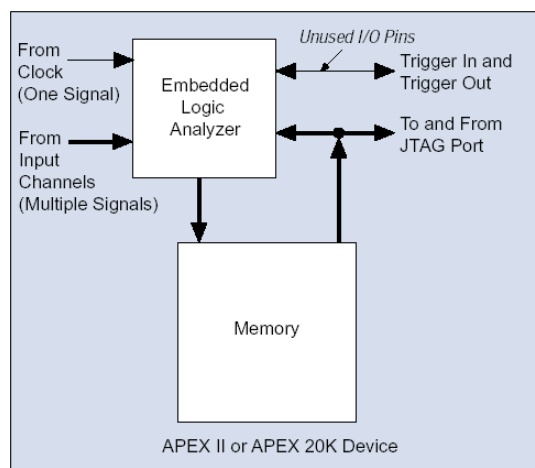 From
Clock
(One Signal)
From
Input
Channels
(Multiple Signals)
Embedded
Logic
Analyzer
Unused I/O Pins
Trigger In and
Trigger Out
To and From
JTAG Port
Memory
APEX II or APEX 20K Device